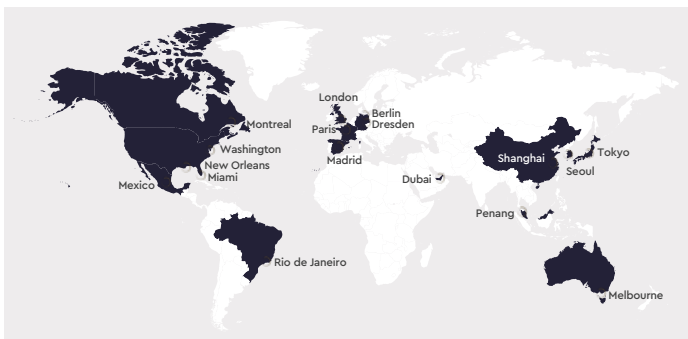 London
Berlin
Dresden
Montreal
Paris
Washington
Madrid
New Orleans
Miami
Mexico
Dubai
Shanghai
Tokyo
Seoul
Penang
Rio de Janeiro
Melbourne